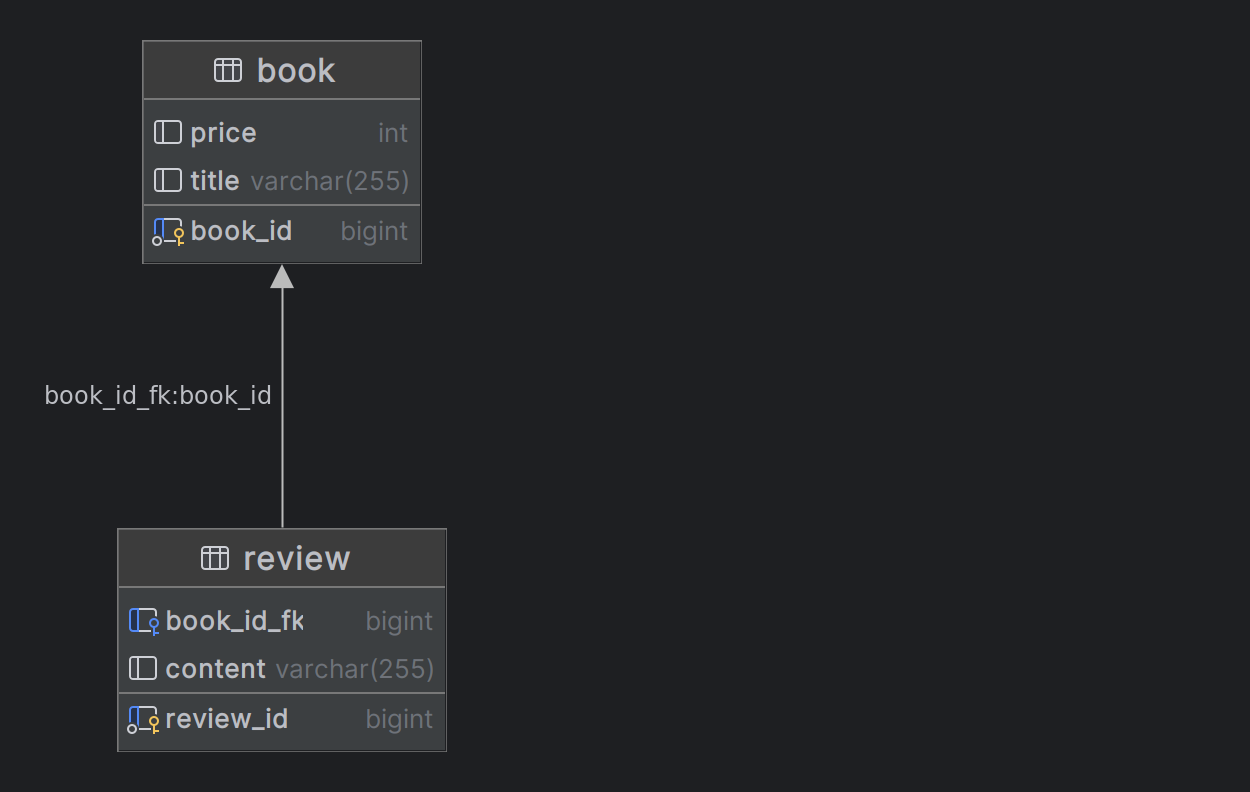 book
price int
title varchar(255)
book_id bigint
book_id_fk:book_id
review
book_id_fk bigint
content varchar(255)
review_id bigint